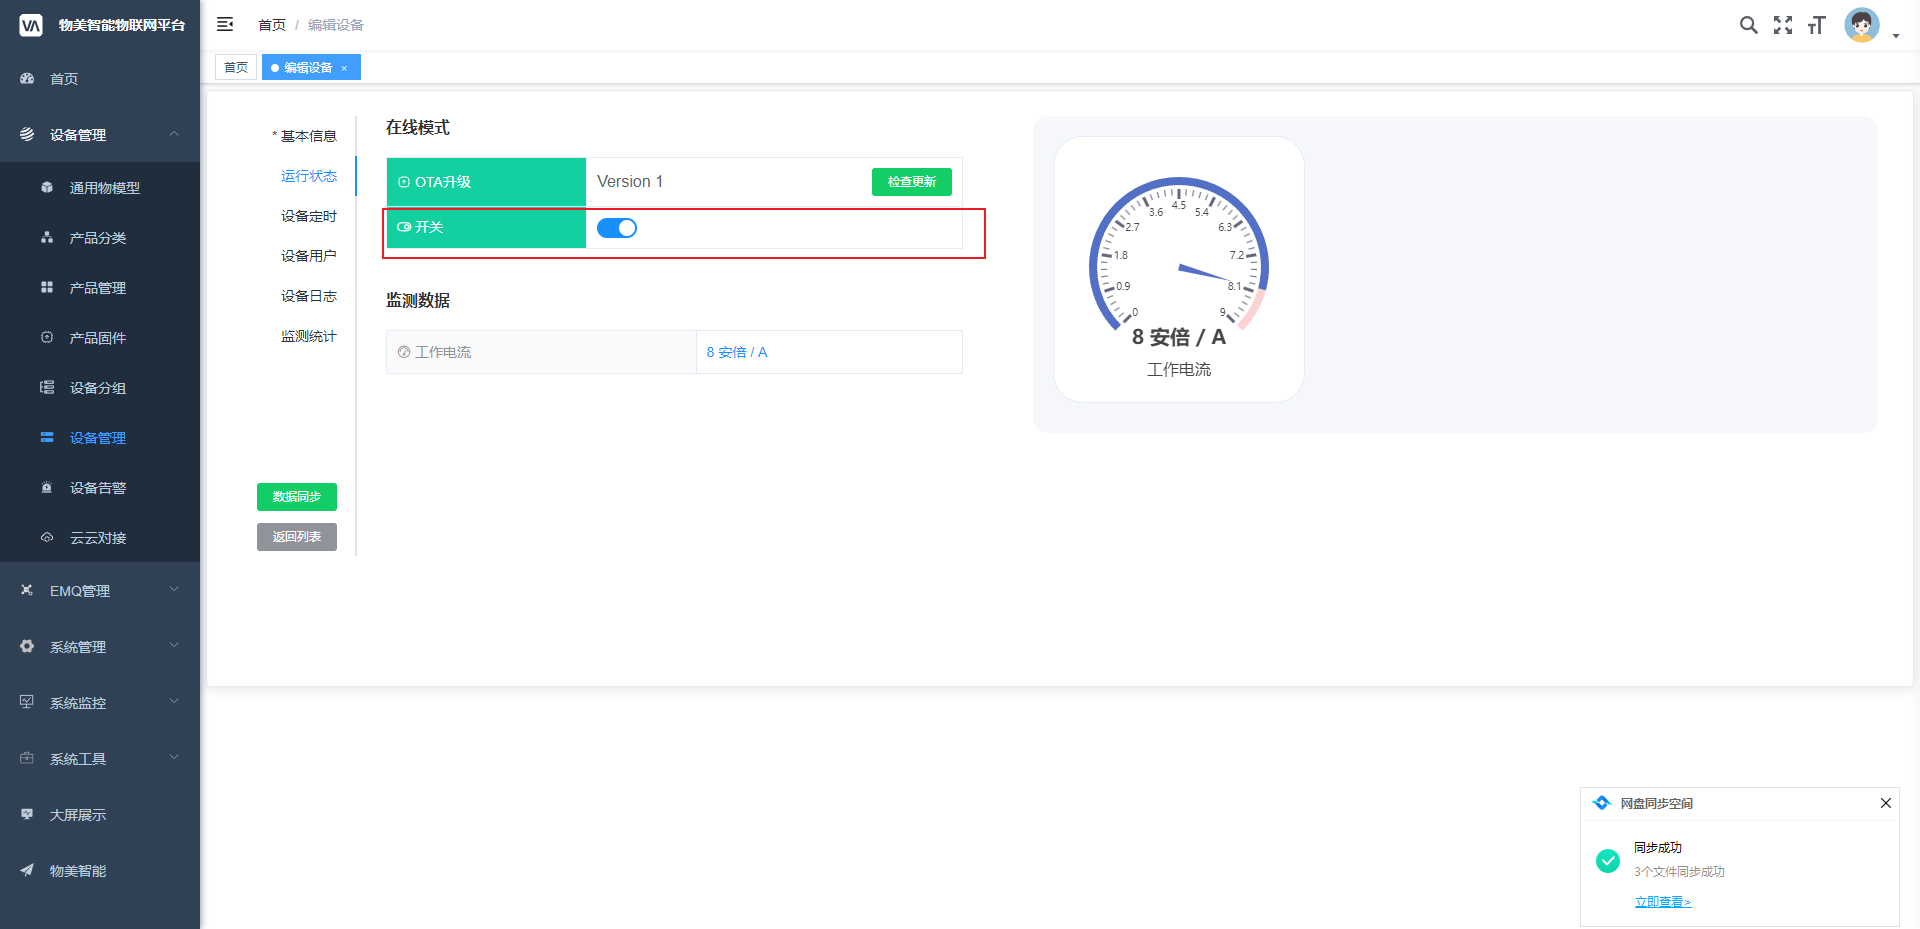 物美智能物联网平台
首页
设备管理
通用物模型
产品分类
产品管理
产品固件
设备分组
设备管理
设备告警
云云对接
EMQ管理
系统管理
系统监控
系统工具
大屏展示
物美智能
首页 / 编辑设备
首页
编辑设备 ×
* 基本信息
运行状态
设备定时
设备用户
设备日志
监测统计
数据同步
返回列表
在线模式
OTA升级 Version 1 检查更新
开关
监测数据
工作电流 8 安倍 / A
0
0.9
1.8
2.7
3.6
4.5
5.4
6.3
7.2
8.1
9
8 安倍 / A
工作电流
网盘同步空间
同步成功
3个文件同步成功
立即查看>